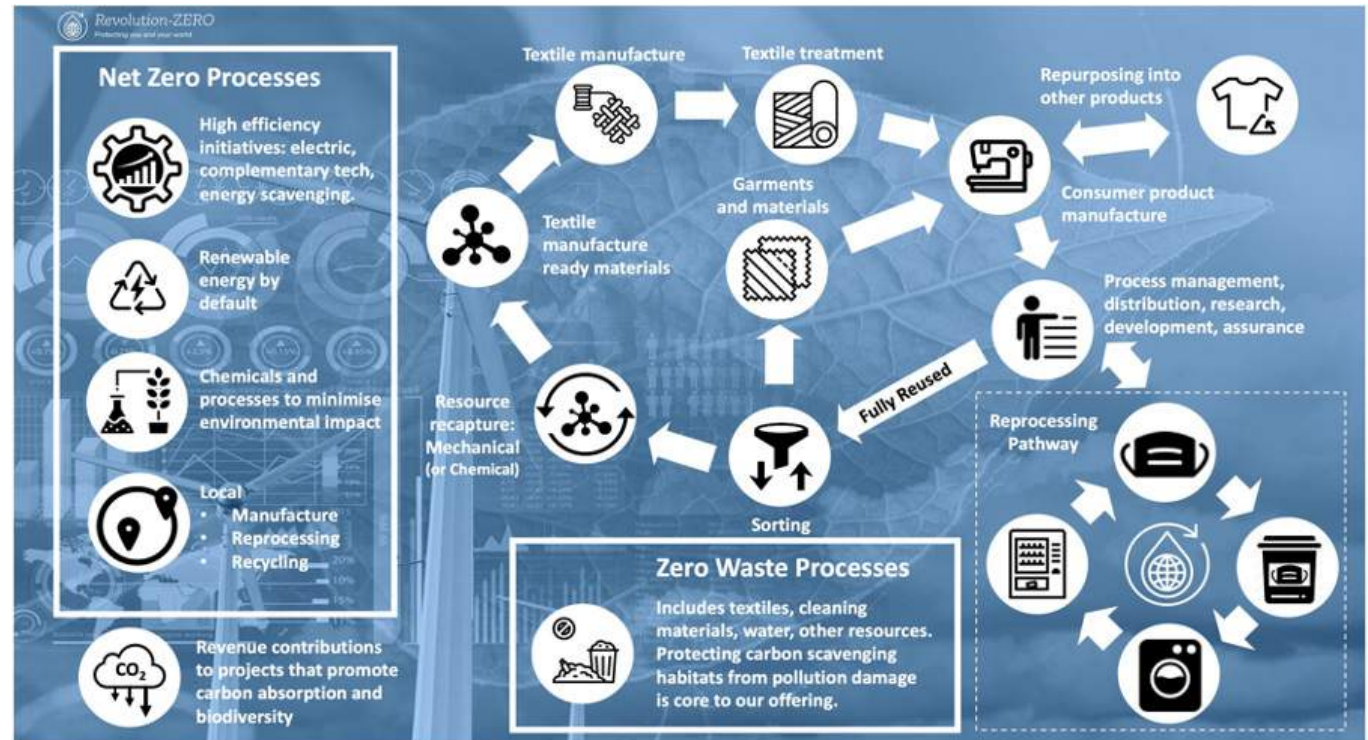 Revolution-ZERO
Protecting you and your world
Net Zero Processes
High efficiency
initiatives: electric,
complementary tech,
energy scavenging.
Renewable
energy by
default
Chemicals and
processes to minimise
environmental impact
Local
• Manufacture
• Reprocessing
• Recycling
CO2
Revenue contributions
to projects that promote
carbon absorption and
biodiversity
Textile manufacture
Textile treatment
Repurposing into
other products
Garments
and materials
Consumer product
manufacture
Textile
manufacture
ready materials
Process management,
distribution, research,
development, assurance
Fully Reused
Resource
recapture:
Mechanical
(or Chemical)
Sorting
Reprocessing
Pathway
Zero Waste Processes
Includes textiles, cleaning
materials, water, other resources.
Protecting carbon scavenging
habitats from pollution damage
is core to our offering.
20%
10%
15%